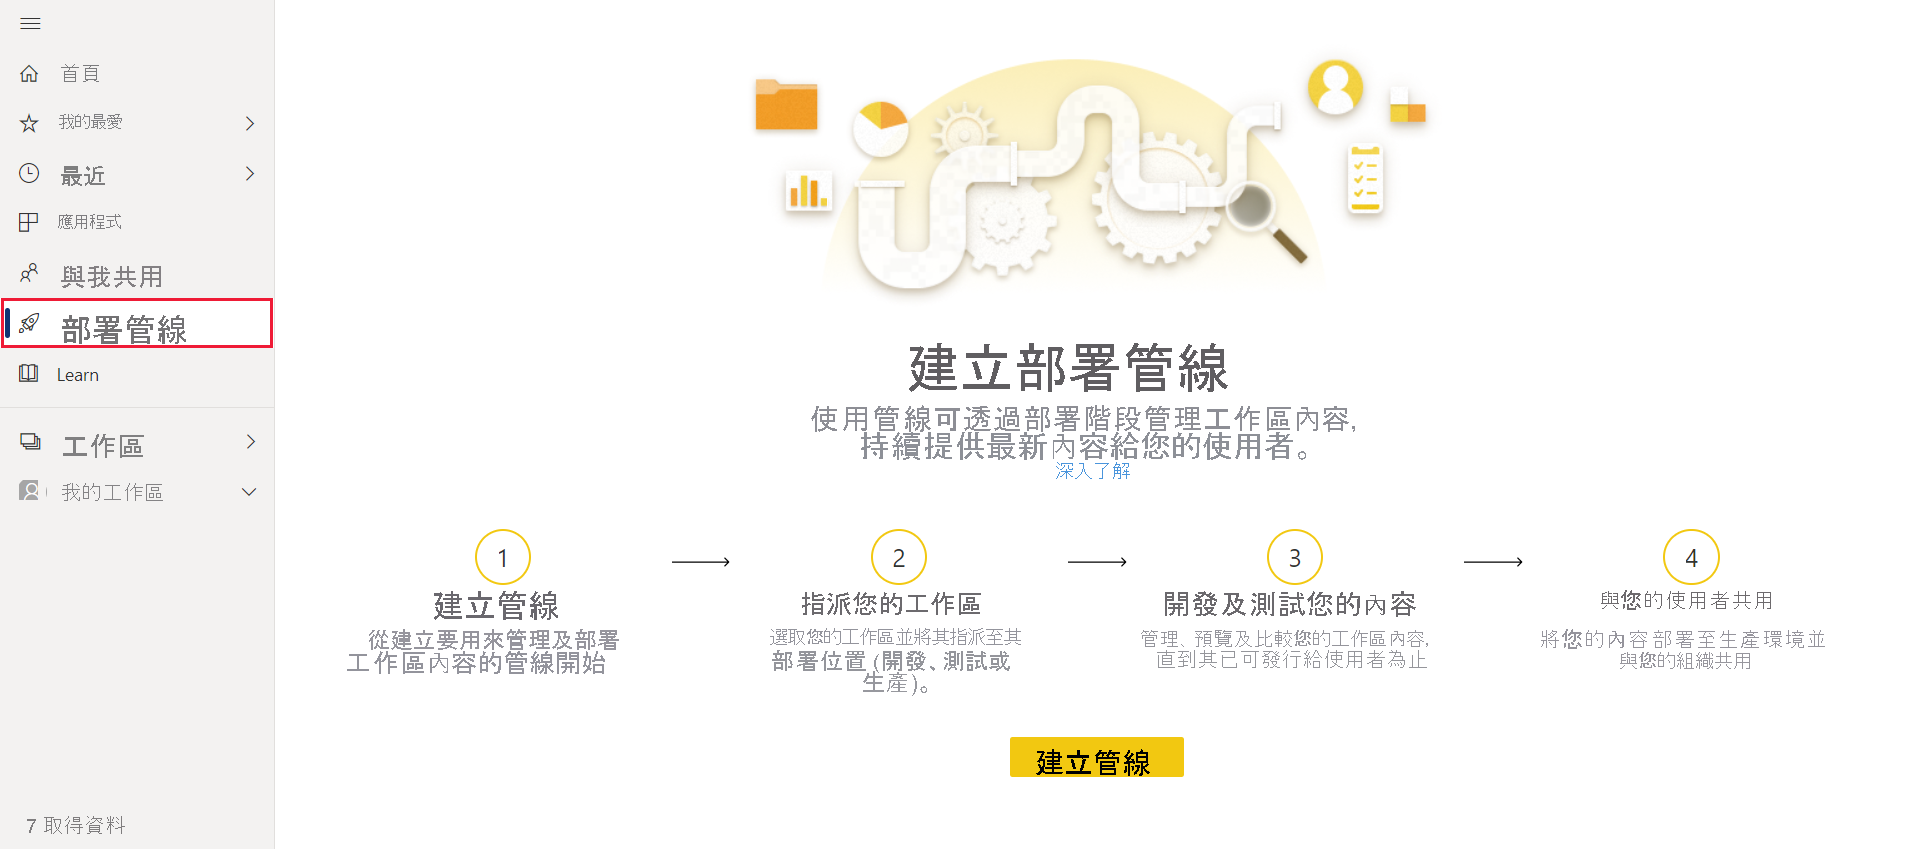 首頁
我的最愛
最近
應用程式
與我共用
部署管線
Learn
工作區
我的工作區
7 取得資料
建立部署管線
使用管線可透過部署階段管理工作區內容,
持續提供最新內容給您的使用者。
深入了解
1
建立管線
從建立要用來管理及部署
工作區內容的管線開始
2
指派您的工作區
選取您的工作區並將其指派至其
部署位置 (開發、測試或
生產)。
3
開發及測試您的內容
管理、預覽及比較您的工作區內容,
直到其已可發行給使用者為止
4
與您的使用者共用
將您的內容部署至生產環境並
與您的組織共用
建立管線